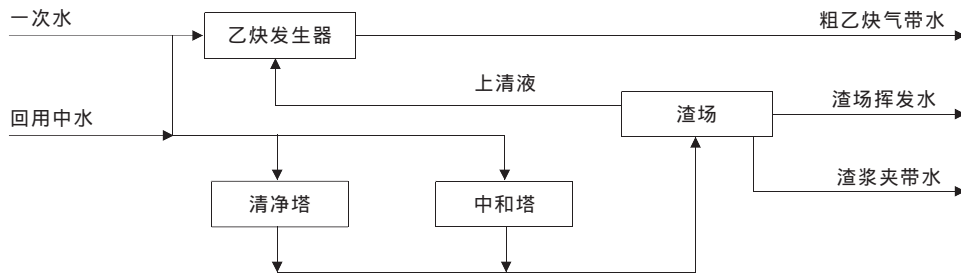 一次水
乙炔发生器
粗乙炔气带水
上清液
渣场
渣场挥发水
回用中水
渣浆夹带水
清净塔
中和塔